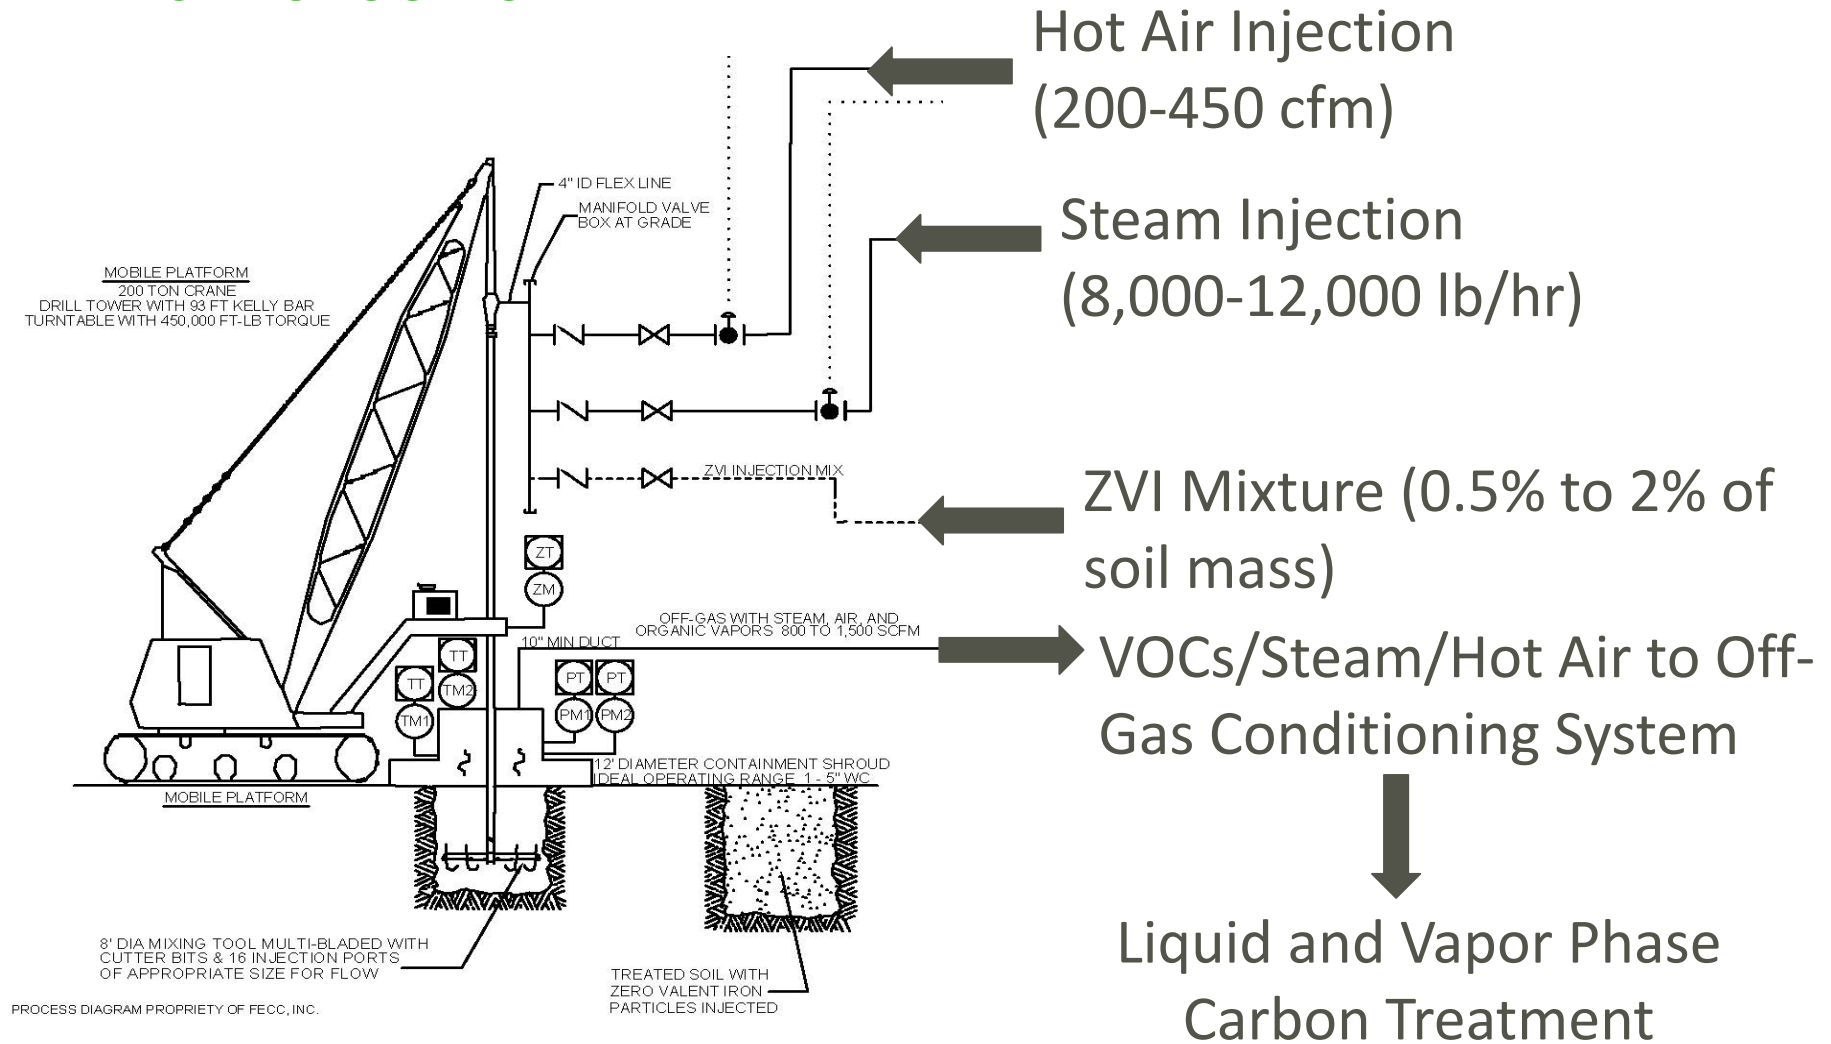 Hot Air Injection
(200-450 cfm)
4" ID FLEX LINE
MANIFOLD VALVE
BOX AT GRADE
Steam Injection
(8,000-12,000 lb/hr)
MOBILE PLATFORM
200 TON CRANE
DRILL TOWER WITH 93 FT KELLY BAR
TURNTABLE WITH 450,000 FT-LB TORQUE
ZVI INJECTION MIX
ZVI Mixture (0.5% to 2% of
soil mass)
ZT
ZM
OFF-GAS WITH STEAM, AIR, AND
ORGANIC VAPORS 800 TO 1,500 SCFM
10" MIN DUCT
VOCs/Steam/Hot Air to Off-
Gas Conditioning System
TT
TM2
TT
TM1
PT
PT
PM1
PM2
12' DIAMETER CONTAINMENT SHROUD
IDEAL OPERATING RANGE 1 - 5" WC
MOBILE PLATFORM
8' DIA MIXING TOOL MULTI-BLADED WITH
CUTTER BITS & 16 INJECTION PORTS
OF APPROPRIATE SIZE FOR FLOW
TREATED SOIL WITH
ZERO VALENT IRON
PARTICLES INJECTED
Liquid and Vapor Phase
Carbon Treatment
PROCESS DIAGRAM PROPRIETY OF FECC, INC.